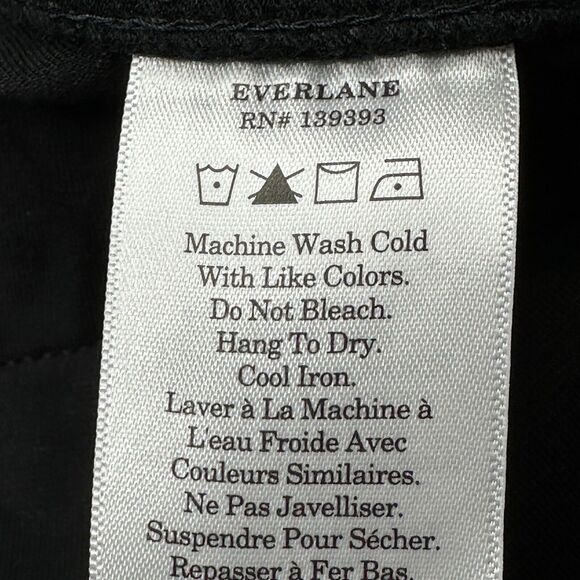 EVERLANE
RN# 139393
Machine Wash Cold
With Like Colors.
Do Not Bleach.
Hang To Dry.
Cool Iron.
Laver à La Machine à
L'eau Froide Avec
Couleurs Similaires.
Ne Pas Javelliser.
Suspendre Pour Sécher.
Repasser à Fer Bas.